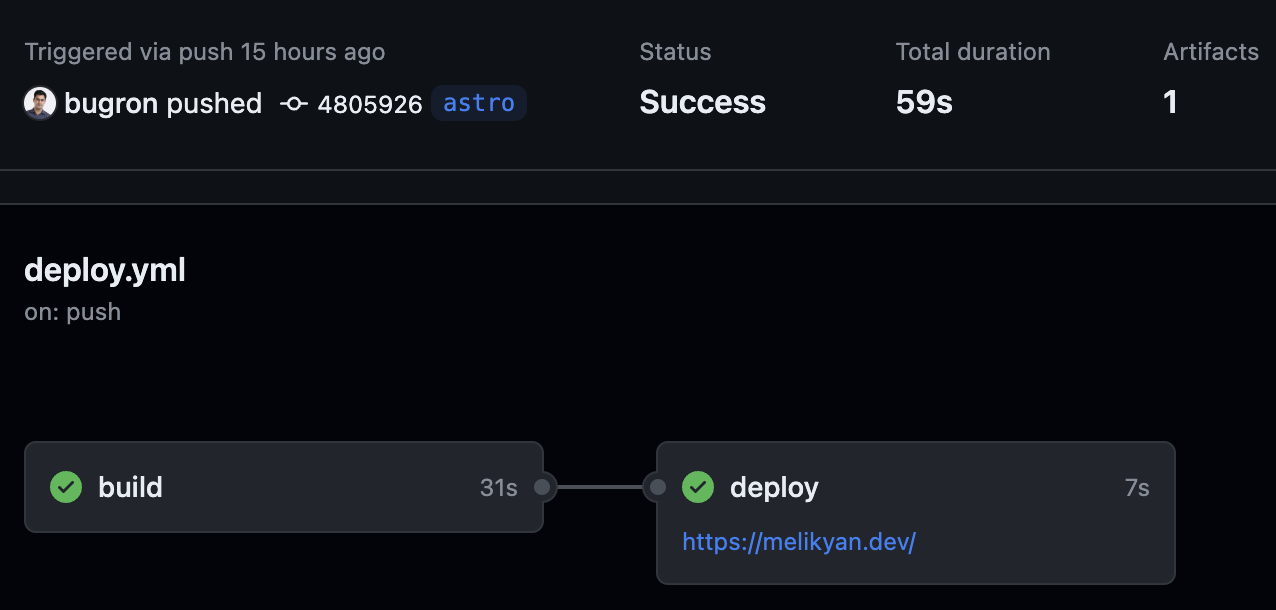 Triggered via push 15 hours ago
bugron pushed 4805926 astro
Status
Success
Total duration
59s
Artifacts
1
deploy.yml
on: push
build 31s
deploy 7s
https://melikyan.dev/